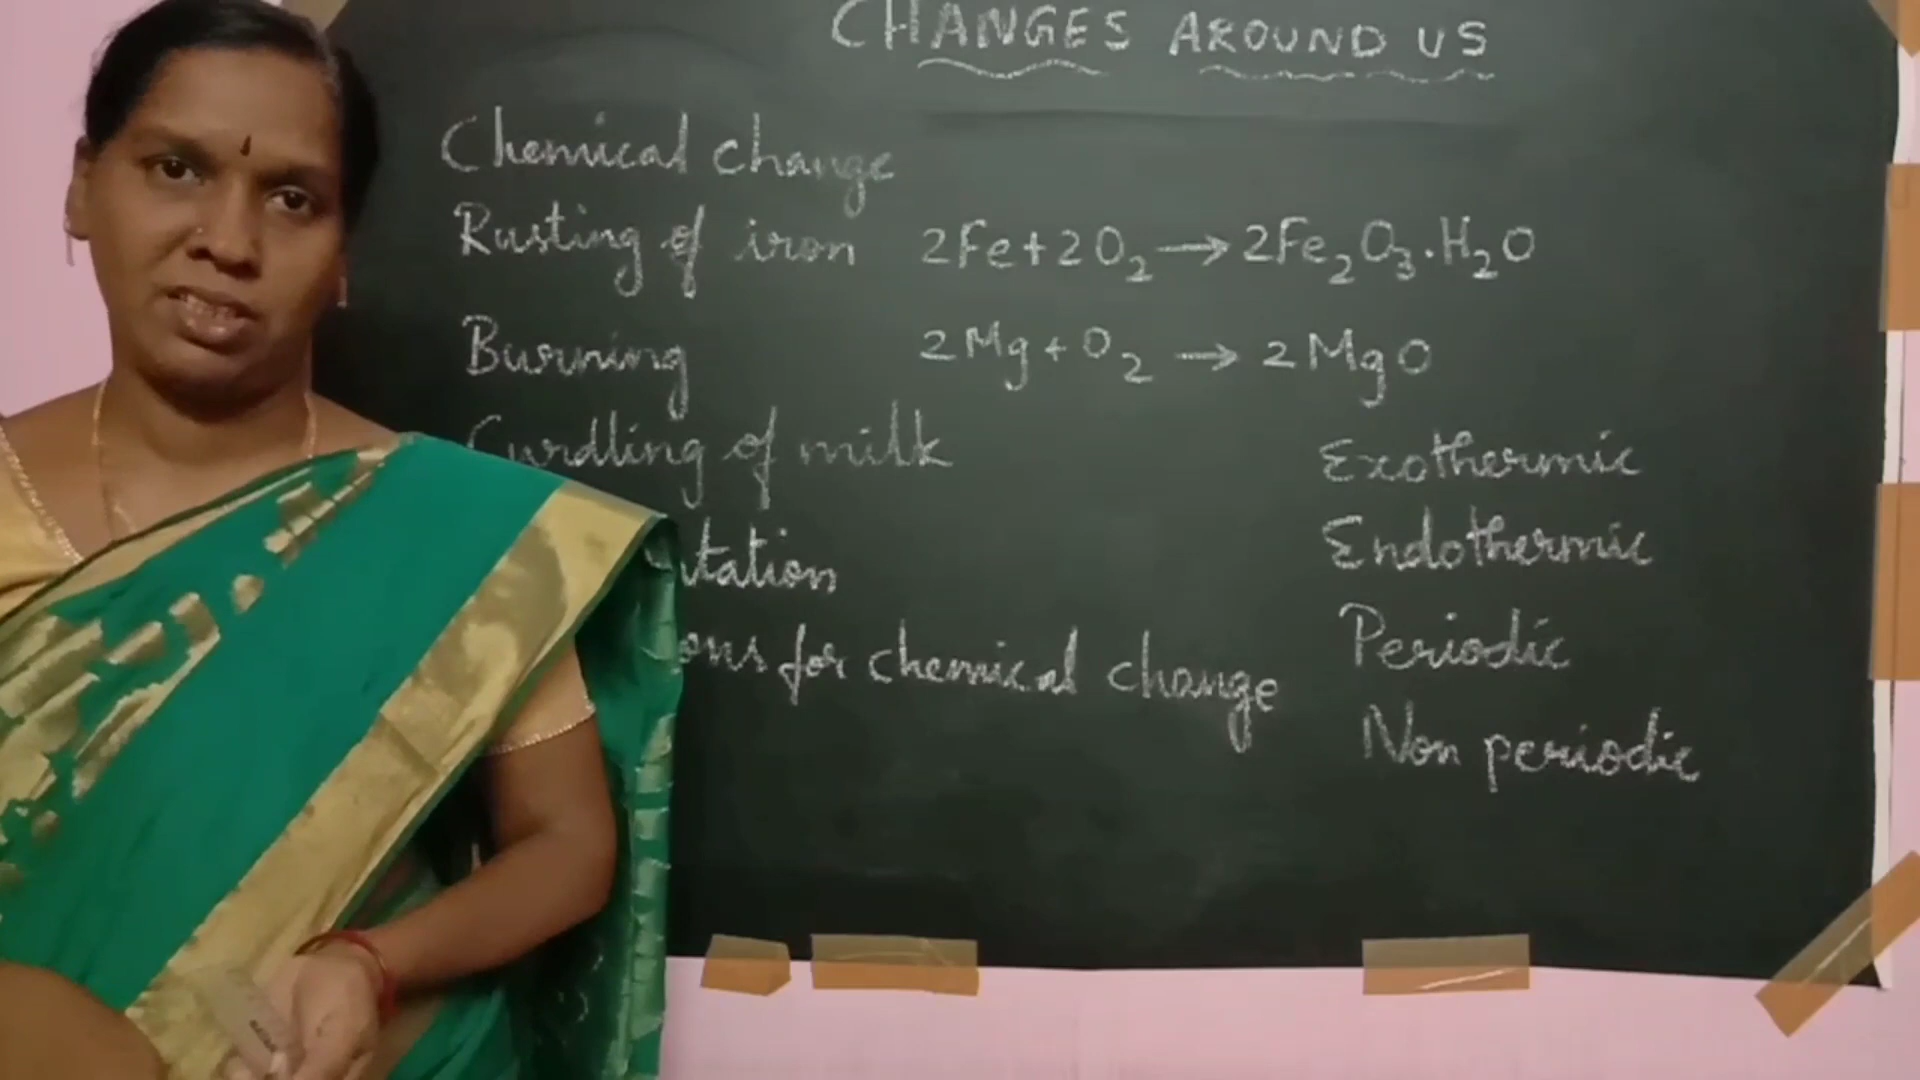 CHANGES AROUND US
Chemical change
Rusting of iron 2Fe+2O₂→2Fe₂O₃.H₂O
Burning 2Mg+O₂→2MgO
Curdling of milk
Exothermic
Endothermic
for chemical change
Periodic
Non periodic